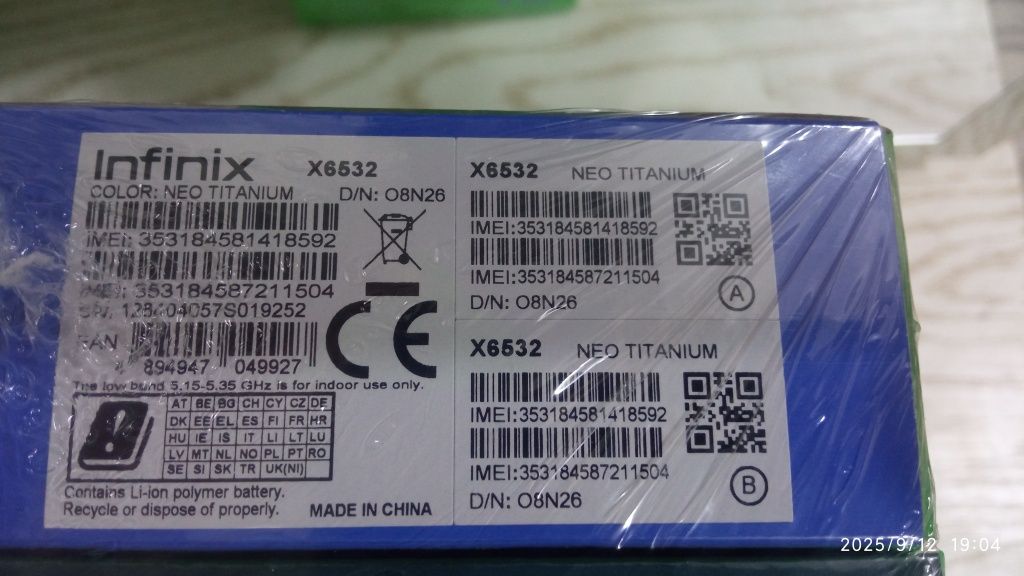 Infinix X6532
COLOR: NEO TITANIUM D/N: O8N26
IMEI: 353184581418592
IMEI: 353184587211504
S/N: 128404057S019252
EAN
4 894947 049927
CE
The low band 5.15-5.35 GHz is for indoor use only.
AT BE BG CH CY CZ DE
DK EE EL ES FI FR HR
HU IE IS IT LI LT LU
LV MT NL NO PL PT RO
SE SI SK TR UK(NI)
Contains Li-ion polymer battery.
Recycle or dispose of properly. MADE IN CHINA
X6532 NEO TITANIUM
IMEI:353184581418592
IMEI:353184587211504
D/N: O8N26
A
X6532 NEO TITANIUM
IMEI:353184581418592
IMEI:353184587211504
D/N: O8N26
B
2025/9/12 19:04